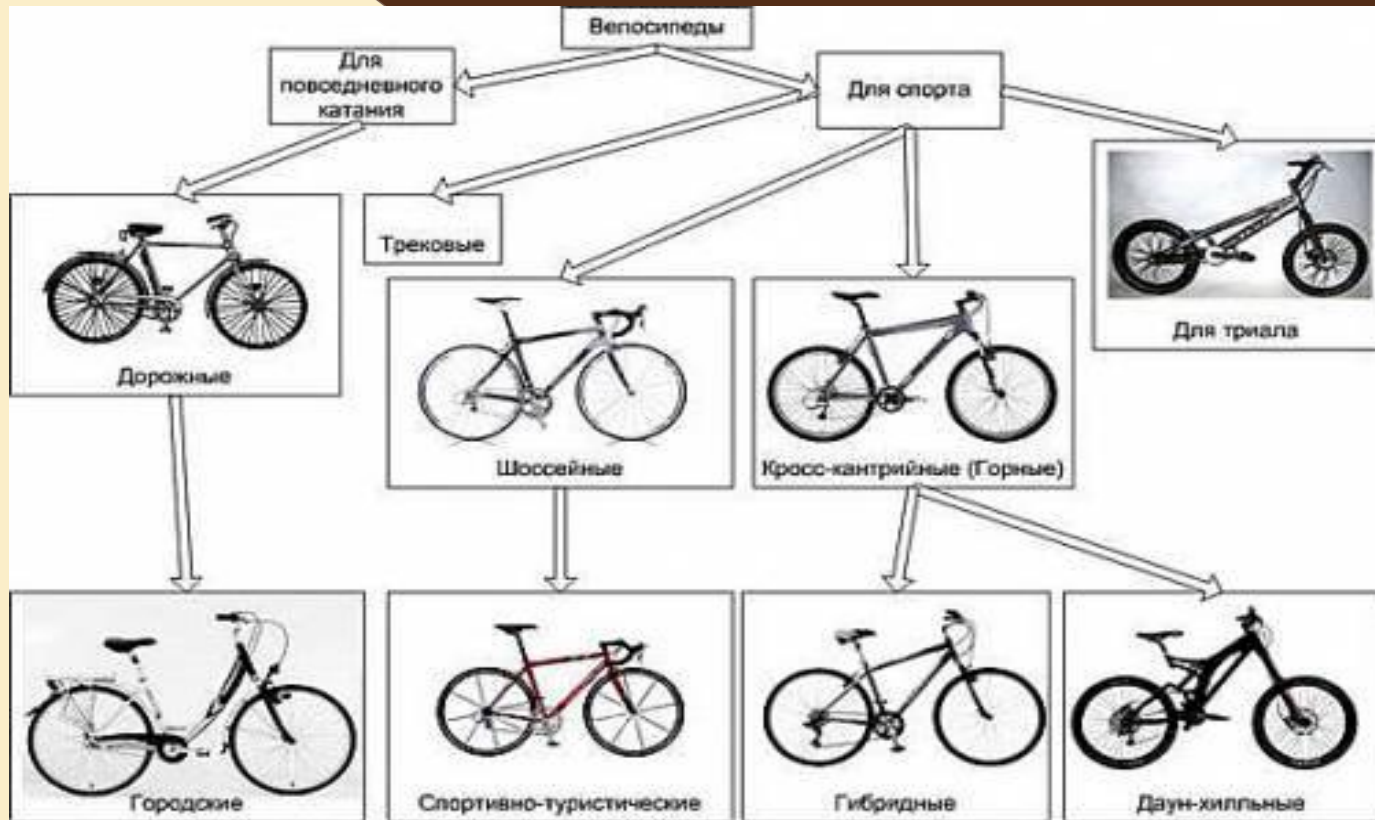 Велосипеды
Для
повседневного
катания
Для спорта
Трековые
Для триала
Дорожные
Шоссейные
Кросс-кантрийные (Горные)
Городские
Спортивно-туристические
Гибридные
Даун-хилльные